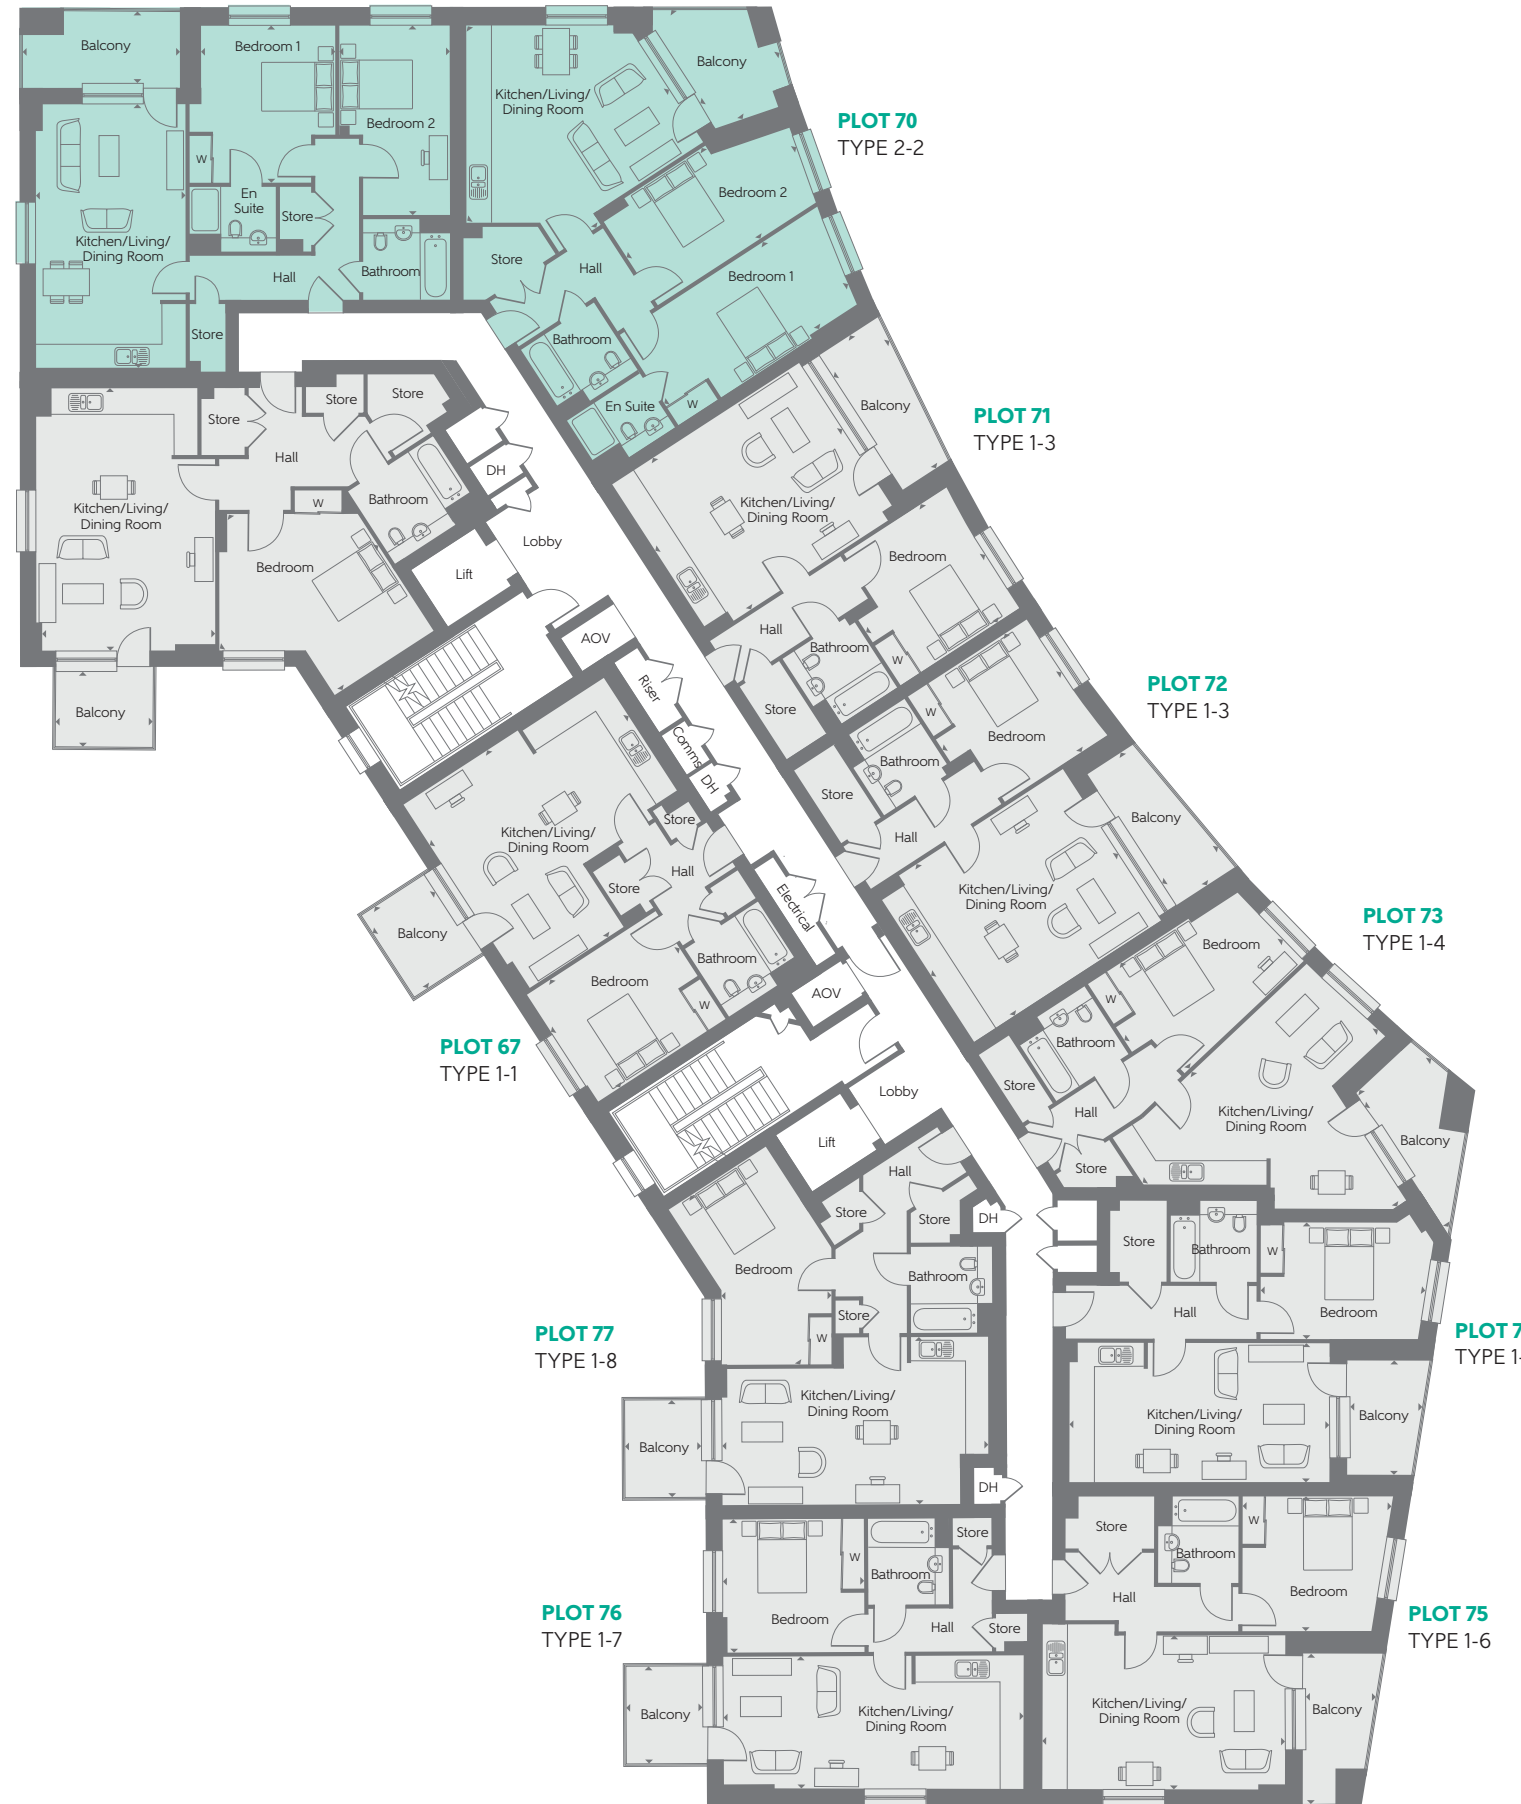 Balcony
Bedroom 1
Bedroom 2
W
En
Suite
Store
Kitchen/Living/
Dining Room
Hall
Bathroom
Store
Kitchen/Living/
Dining Room
Balcony
PLOT 70
TYPE 2-2
Bedroom 2
Store
Hall
Bedroom 1
Bathroom
En Suite
W
Store
Store
Store
Hall
W
Bathroom
DH
Kitchen/Living/
Dining Room
Bedroom
Balcony
Lobby
Lift
AOV
Riser
Comms
DH
Balcony
PLOT 71
TYPE 1-3
Kitchen/Living/
Dining Room
Bedroom
Hall
Bathroom
W
Store
PLOT 72
TYPE 1-3
W
Bedroom
Bathroom
Store
Hall
Balcony
Kitchen/Living/
Dining Room
Kitchen/Living/
Dining Room
Store
Hall
Store
Balcony
Bathroom
Bedroom
W
Electrical
AOV
PLOT 67
TYPE 1-1
PLOT 73
TYPE 1-4
Bedroom
W
Bathroom
Store
Hall
Kitchen/Living/
Dining Room
Balcony
Store
Lobby
Lift
Hall
Store
Store
DH
Bedroom
Bathroom
Store
W
PLOT 77
TYPE 1-8
Kitchen/Living/
Dining Room
Balcony
DH
Store
Bathroom
W
Hall
Bedroom
PLOT 7
TYPE 1-
Kitchen/Living/
Dining Room
Balcony
Store
W
Bathroom
Bedroom
Hall
PLOT 75
TYPE 1-6
Kitchen/Living/
Dining Room
Balcony
Store
W
Bathroom
Bedroom
Hall
Store
PLOT 76
TYPE 1-7
Kitchen/Living/
Dining Room
Balcony